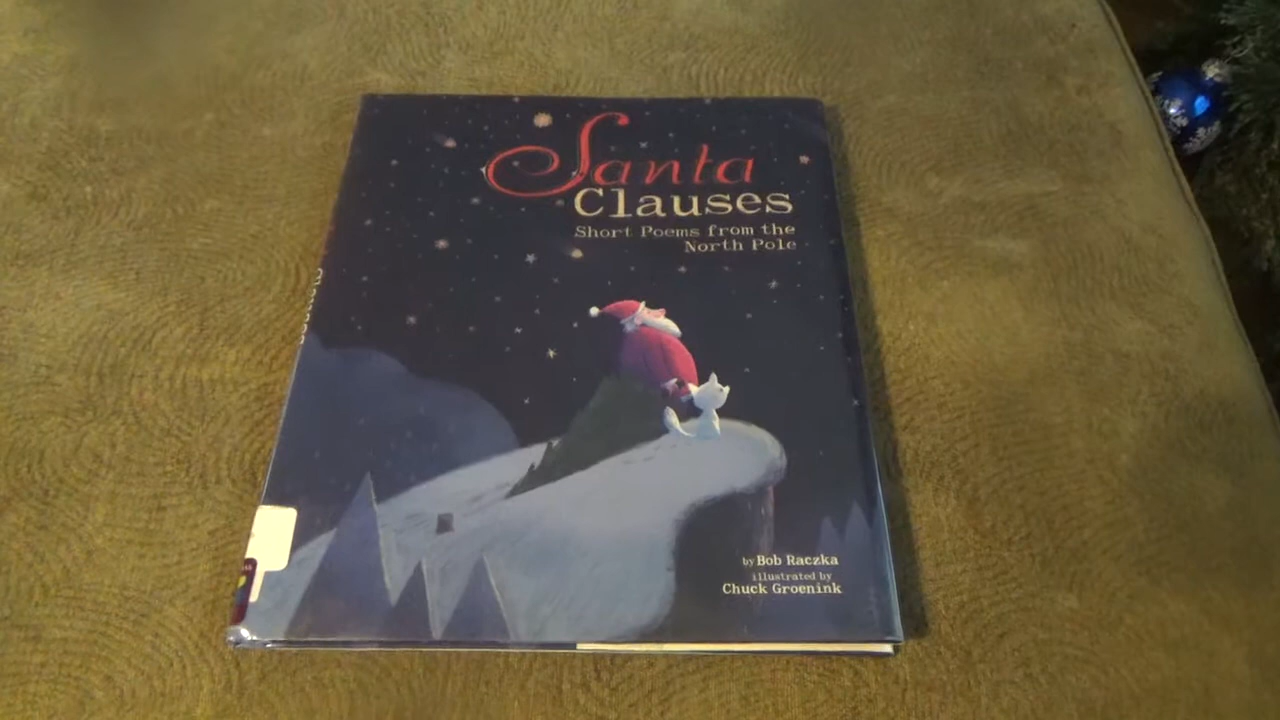 Santa
Clauses
Short Poems from the
North Pole
by Bob Raczka
illustrated by
Chuck Groenink